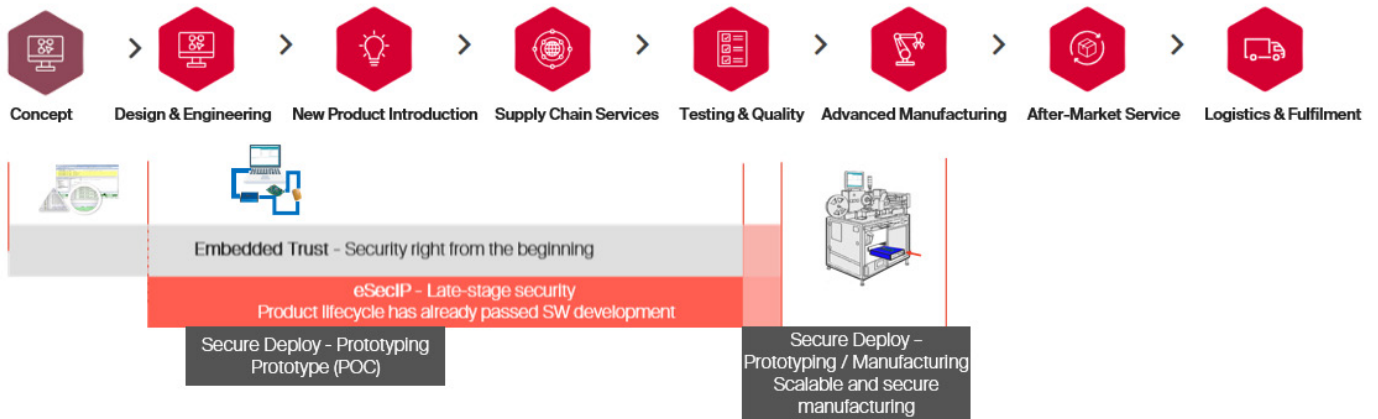 Concept
Design & Engineering
New Product Introduction
Supply Chain Services
Testing & Quality
Advanced Manufacturing
After-Market Service
Logistics & Fulfilment
Embedded Trust - Security right from the beginning
eSecIP - Late-stage security
Product lifecycle has already passed SW development
Secure Deploy - Prototyping
Prototype (POC)
Secure Deploy –
Prototyping / Manufacturing
Scalable and secure
manufacturing